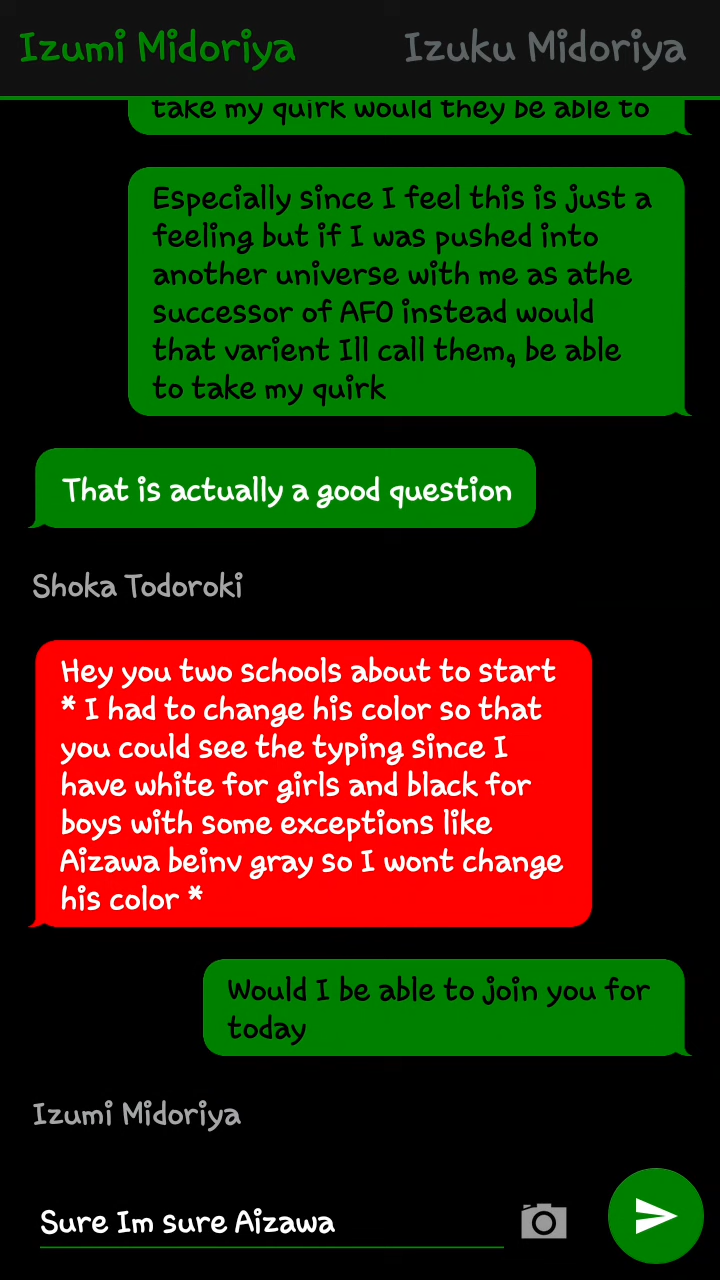 Izumi Midoriya Izuku Midoriya
take my quirk would they be able to
Especially since I feel this is just a
feeling but if I was pushed into
another universe with me as athe
successor of AFO instead would
that varient Ill call them, be able
to take my quirk
That is actually a good question
Shoka Todoroki
Hey you two schools about to start
* I had to change his color so that
you could see the typing since I
have white for girls and black for
boys with some exceptions like
Aizawa beinv gray so I wont change
his color *
Would I be able to join you for
today
Izumi Midoriya
Sure Im sure Aizawa